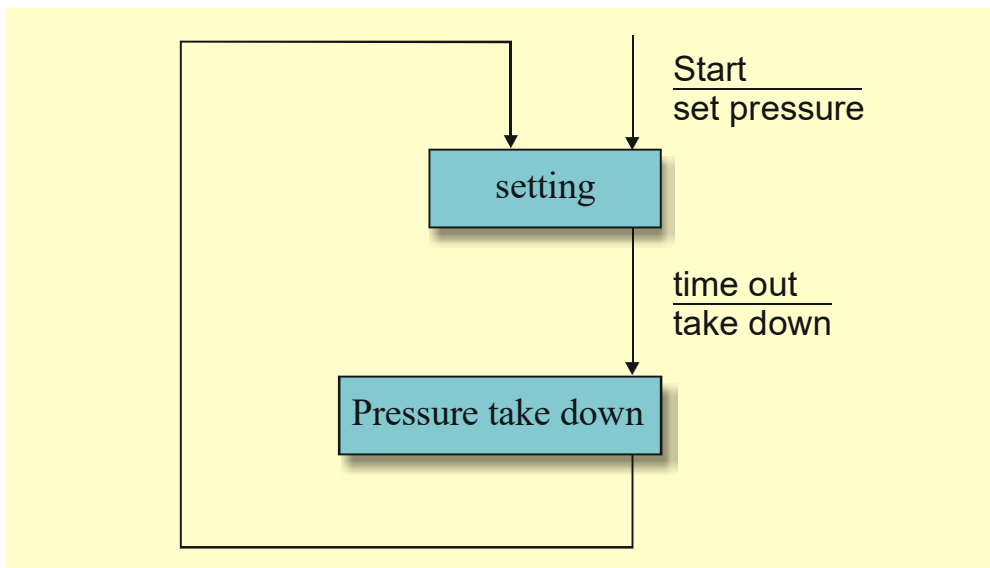 Start
set pressure
setting
time out
take down
Pressure take down